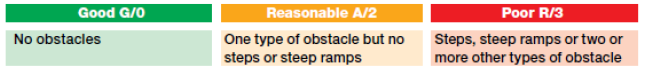 Good G/0
Reasonable A/2
Poor R/3
No obstacles
One type of obstacle but no
steps or steep ramps
Steps, steep ramps or two or
more other types of obstacle